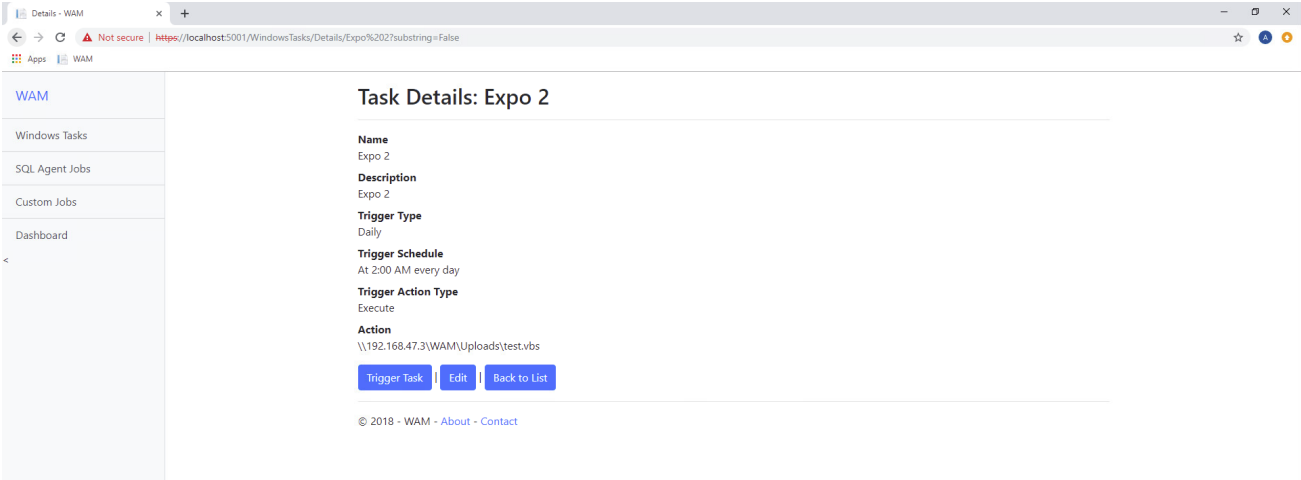 Details - WAM
Not secure | https://localhost:5001/WindowsTasks/Details/Expo%202?substring=False
A
Apps WAM
WAM
Windows Tasks
SQL Agent Jobs
Custom Jobs
Dashboard
<
Task Details: Expo 2
Name
Expo 2
Description
Expo 2
Trigger Type
Daily
Trigger Schedule
At 2:00 AM every day
Trigger Action Type
Execute
Action
\\192.168.47.3\WAM\Uploads\test.vbs
Trigger Task | Edit | Back to List
© 2018 - WAM - About - Contact